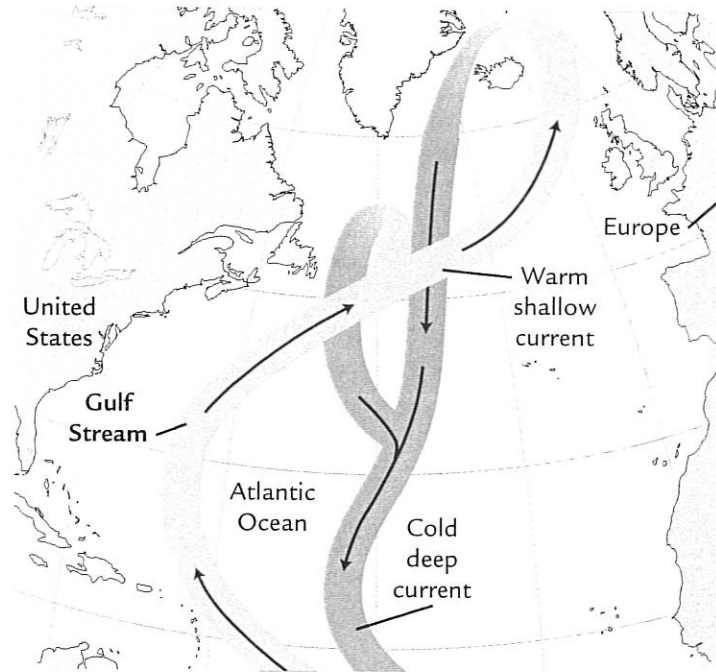 Europe
Warm
shallow
current
United
States
Gulf
Stream
Atlantic
Ocean
Cold
deep
current